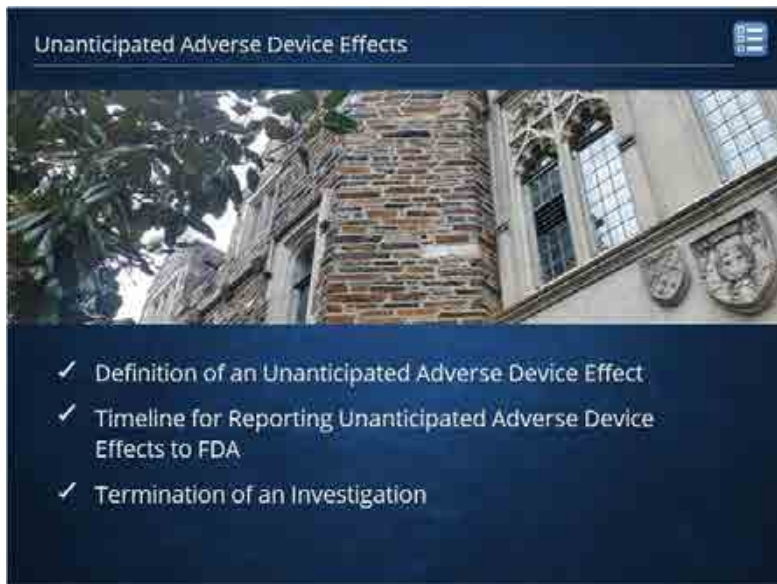 Unanticipated Adverse Device Effects
✓ Definition of an Unanticipated Adverse Device Effect
✓ Timeline for Reporting Unanticipated Adverse Device
Effects to FDA
✓ Termination of an Investigation